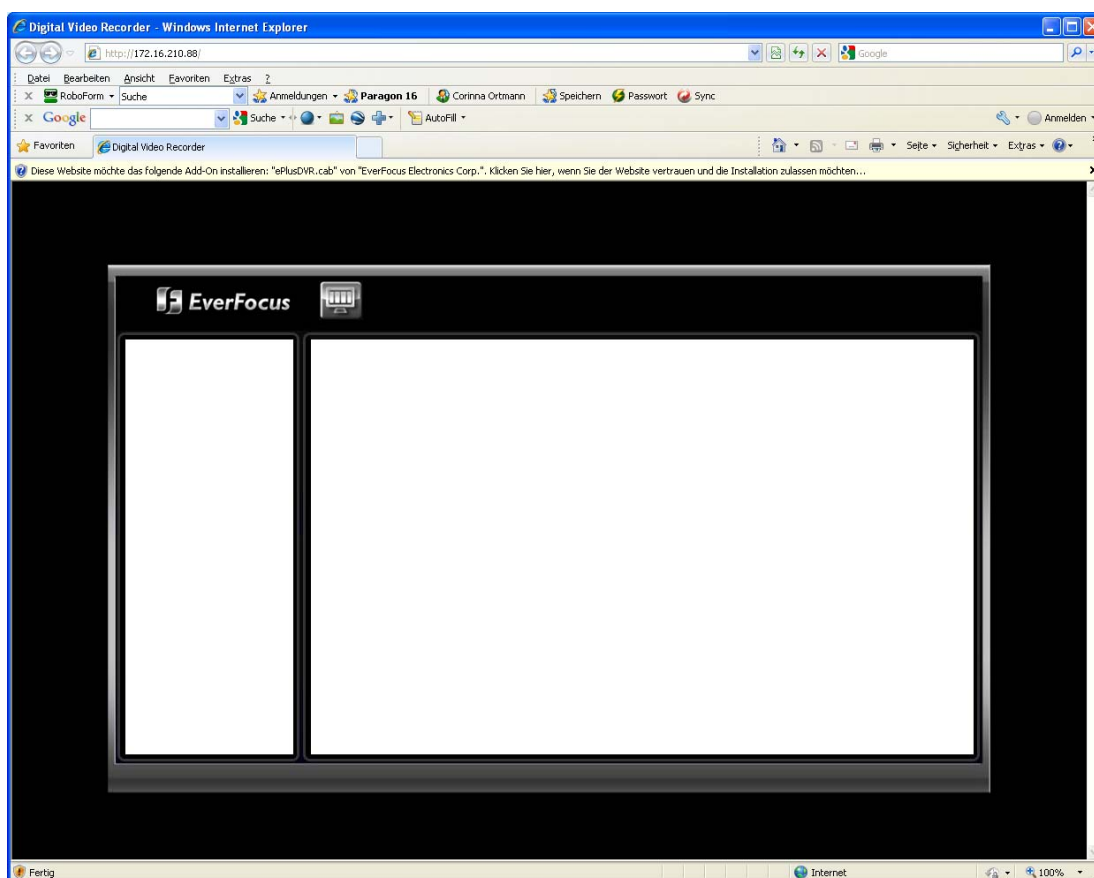 Digital Video Recorder - Windows Internet Explorer
http://172.16.210.88/
Google
Datei Bearbeiten Ansicht Favoriten Extras ?
X RoboForm Suche Anmeldungen Paragon 16 Corinna Ortmann Speichern Passwort Sync
x Google Suche AutoFill Anmelden
Favoriten Digital Video Recorder Seite Sicherheit Extras
Diese Website möchte das folgende Add-On installieren: "ePlusDVR.cab" von "EverFocus Electronics Corp.". Klicken Sie hier, wenn Sie der Website vertrauen und die Installation zulassen möchten...
EverFocus
Fertig Internet 100%